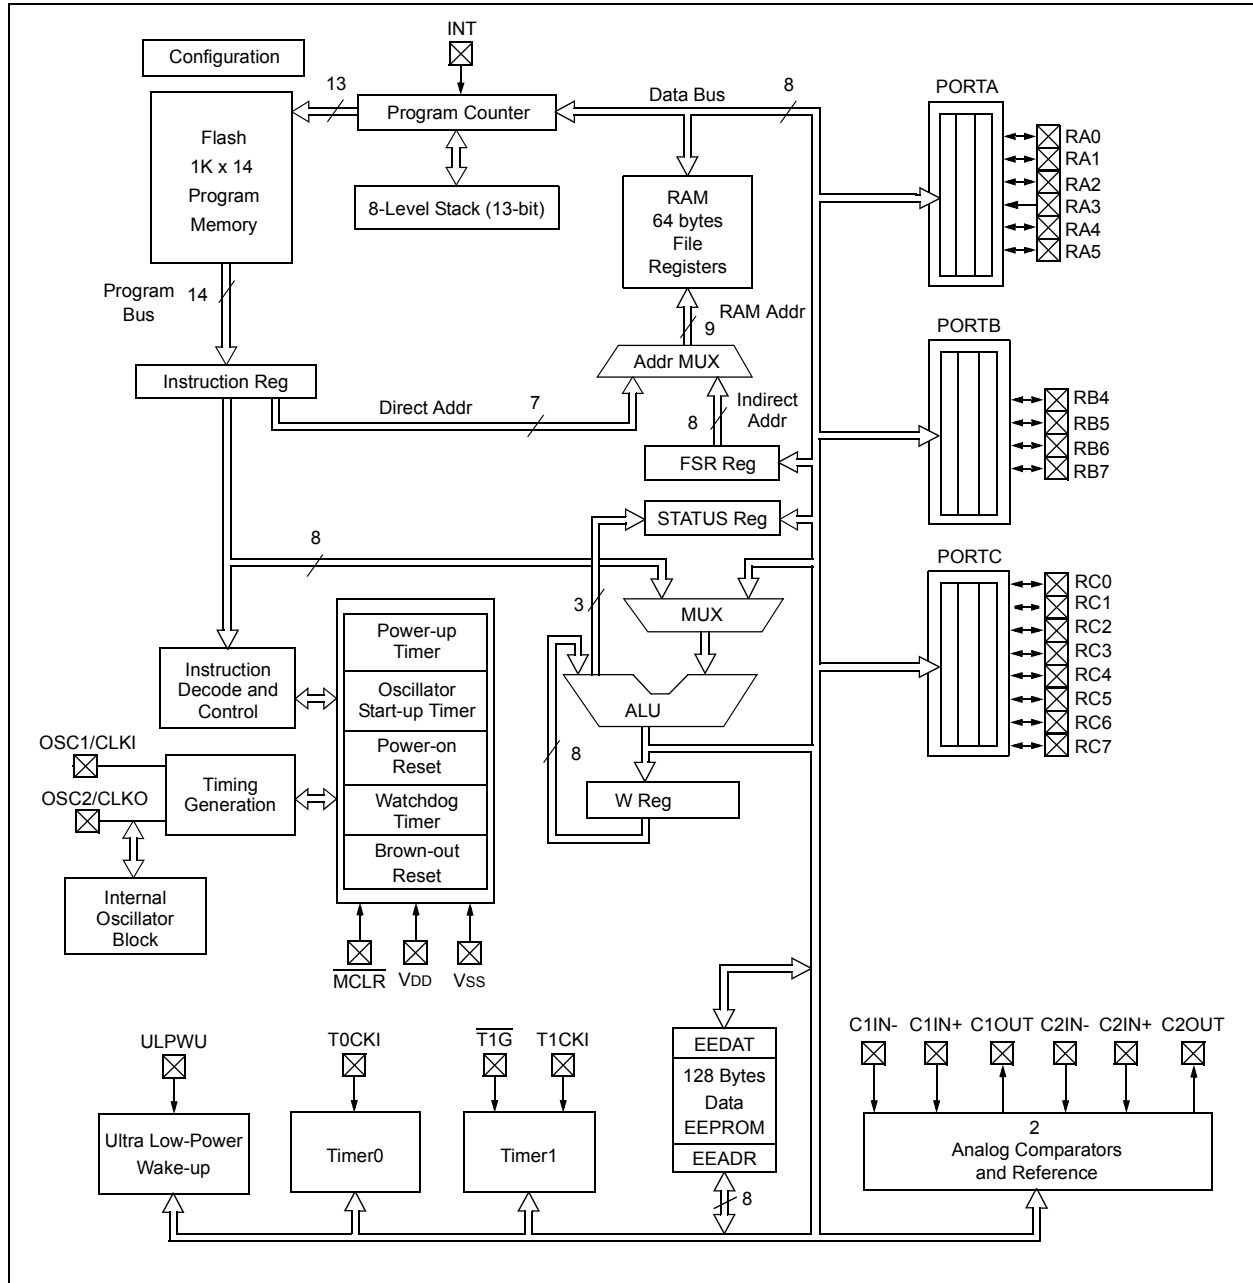 INT
Configuration
13
Data Bus
8
PORTA
Program Counter
Flash
1K x 14
Program
Memory
8-Level Stack (13-bit)
RAM
64 bytes
File
Registers
RA0
RA1
RA2
RA3
RA4
RA5
Program
Bus
14
RAM Addr
9
PORTB
Addr MUX
Instruction Reg
Direct Addr
7
Indirect
Addr
8
FSR Reg
RB4
RB5
RB6
RB7
STATUS Reg
8
3
MUX
PORTC
RC0
RC1
RC2
RC3
RC4
RC5
RC6
RC7
Power-up
Timer
Instruction
Decode and
Control
Oscillator
Start-up Timer
ALU
OSC1/CLKI
Power-on
Reset
8
Timing
Generation
OSC2/CLKO
Watchdog
Timer
W Reg
Brown-out
Reset
Internal
Oscillator
Block
MCLR
VDD
VSS
ULPWU
T0CKI
T1G
T1CKI
EEDAT
128 Bytes
Data
EEPROM
EEADR
8
C1IN-
C1IN+
C1OUT
C2IN-
C2IN+
C2OUT
Ultra Low-Power
Wake-up
Timer0
Timer1
2
Analog Comparators
and Reference